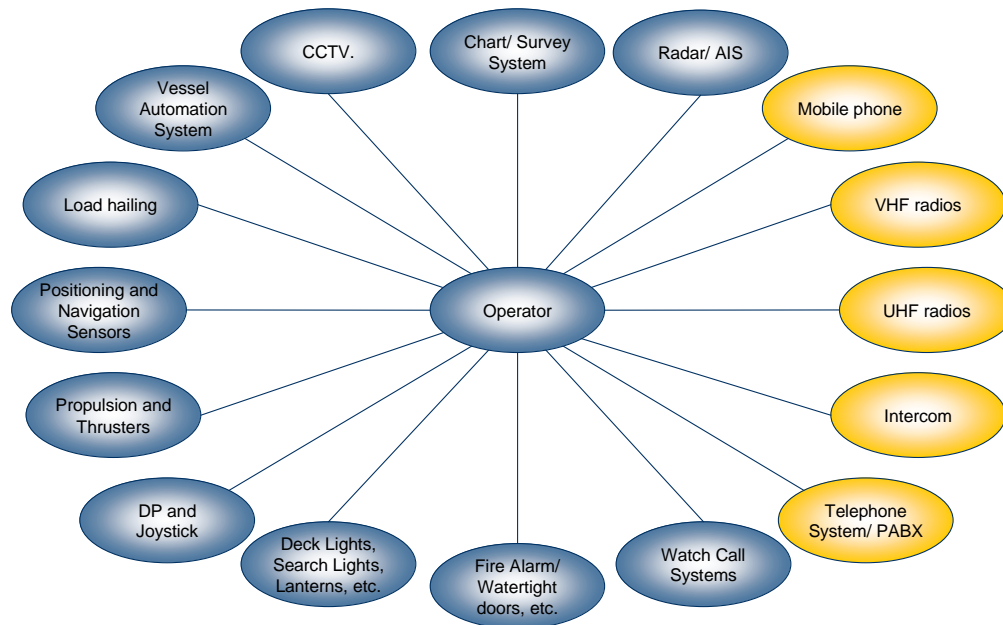 CCTV.
Chart/ Survey
System
Radar/ AIS
Vessel
Automation
System
Mobile phone
Load hailing
VHF radios
Positioning and
Navigation
Sensors
Operator
UHF radios
Propulsion and
Thrusters
Intercom
DP and
Joystick
Telephone
System/ PABX
Deck Lights,
Search Lights,
Lanterns, etc.
Fire Alarm/
Watertight
doors, etc.
Watch Call
Systems